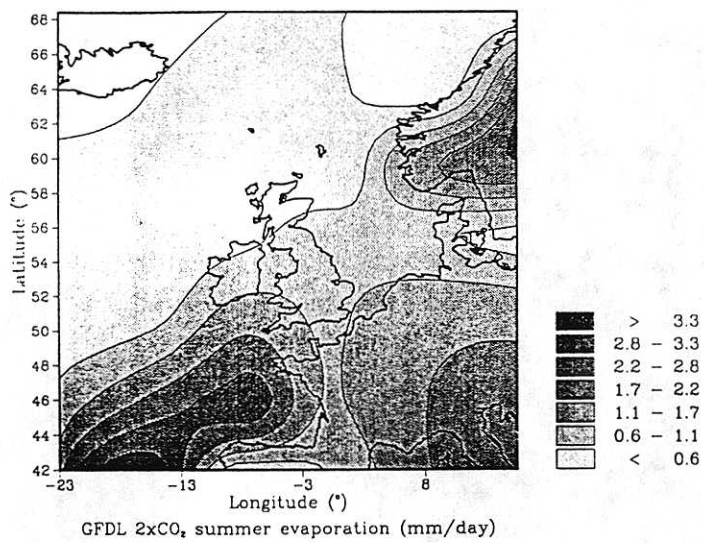 68
66
64
62
60
58
56
54
52
50
48
46
44
42
Latitude (°)
-23 -13 -3 8
Longitude (°)
GFDL 2xCO₂ summer evaporation (mm/day)
> 3.3
2.8 - 3.3
2.2 - 2.8
1.7 - 2.2
1.1 - 1.7
0.6 - 1.1
< 0.6